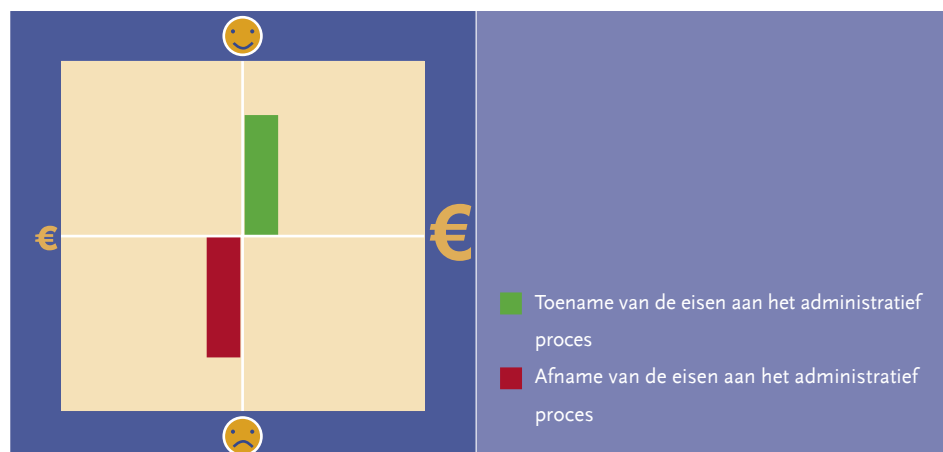 €
€
Toename van de eisen aan het administratief
proces
Afname van de eisen aan het administratief
proces